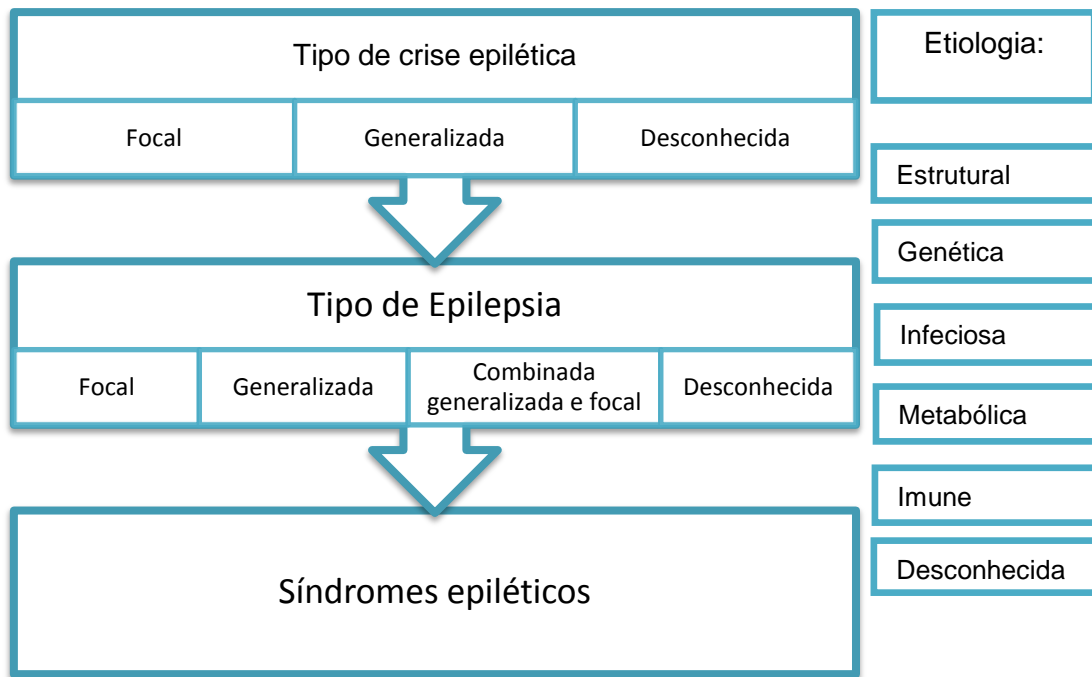 Tipo de crise epilética
Focal
Generalizada
Desconhecida
Tipo de Epilepsia
Focal
Generalizada
Combinada
generalizada e focal
Desconhecida
Síndromes epiléticos
Etiologia:
Estrutural
Genética
Infeciosa
Metabólica
Imune
Desconhecida